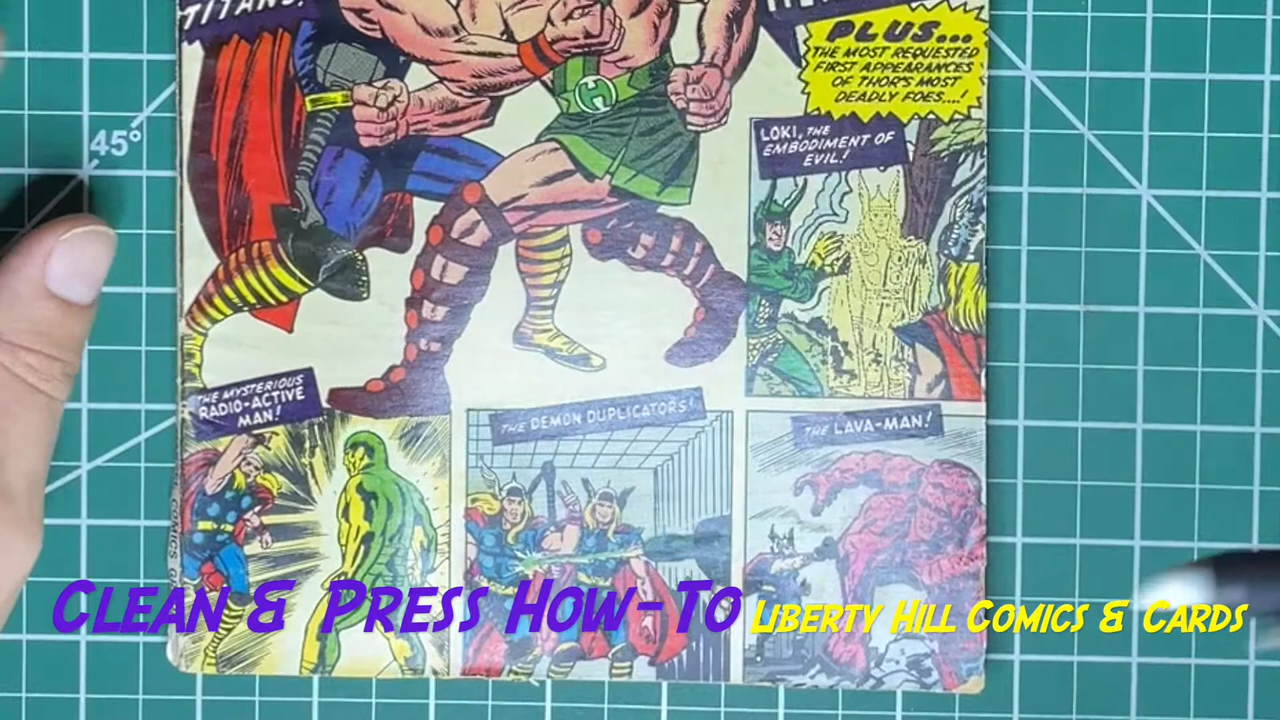 TITANS!
PLUS...
THE MOST REQUESTED
FIRST APPEARANCES
OF THOR'S MOST
DEADLY FOES...!
45°
LOKI, THE
EMBODIMENT OF
EVIL!
THE MYSTERIOUS
RADIO-ACTIVE
MAN!
THE DEMON DUPLICATORS!
THE LAVA-MAN!
COMICS
CLEAN & PRESS HOW-TO LIBERTY HILL COMICS & CARDS